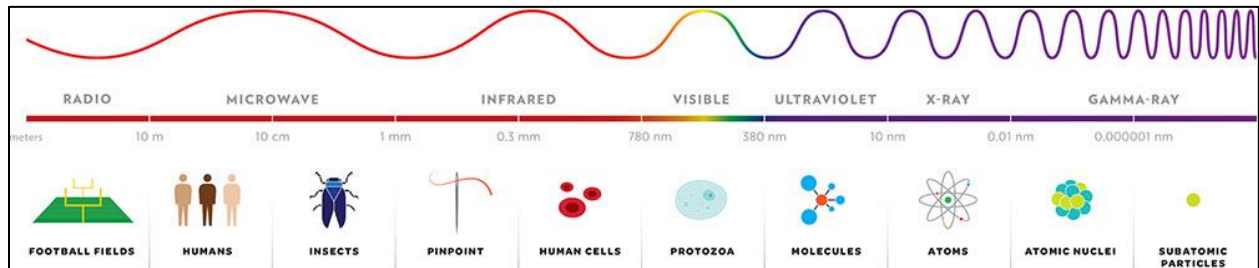 RADIO MICROWAVE INFRARED VISIBLE ULTRAVIOLET X-RAY GAMMA-RAY
meters 10 m 10 cm 1 mm 0.3 mm 780 nm 380 nm 10 nm 0.01 nm 0.000001 nm
FOOTBALL FIELDS HUMANS INSECTS PINPOINT HUMAN CELLS PROTOZOA MOLECULES ATOMS ATOMIC NUCLEI SUBATOMIC
PARTICLES